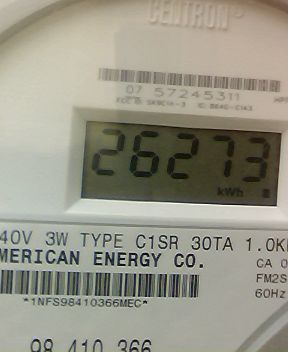 CENTRON®
07 57245311
26273
kWh
40V 3W TYPE C1SR 30TA 1.0K
MERICAN ENERGY CO.
CA 0
FM2S
60Hz
*1NFS98410366MEC*
98 410 366